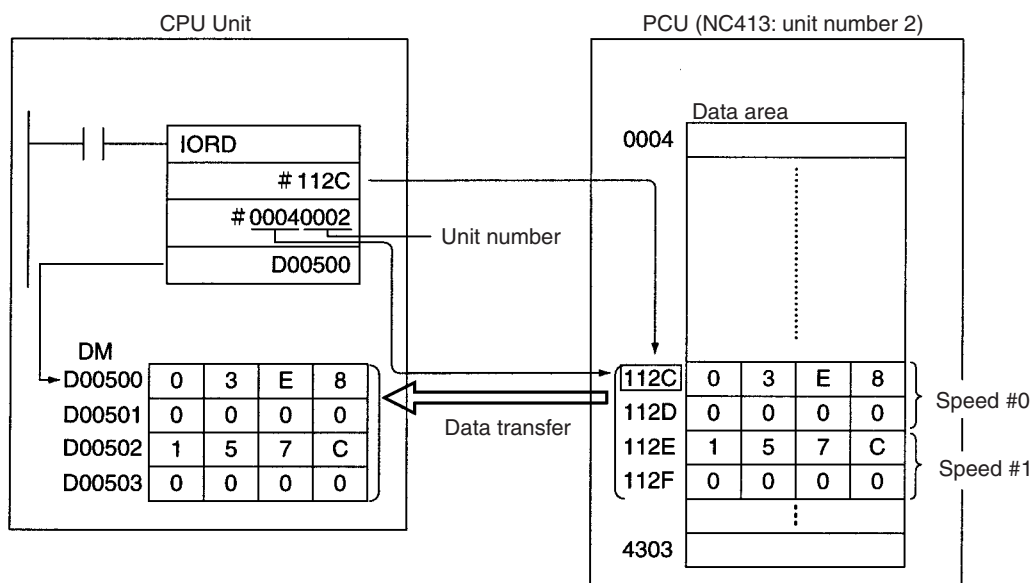 CPU Unit
IORD
#112C
#00040002
Unit number
D00500
DM
D00500 0 3 E 8
D00501 0 0 0 0
D00502 1 5 7 C
D00503 0 0 0 0
Data transfer
PCU (NC413: unit number 2)
Data area
0004
112C 0 3 E 8
112D 0 0 0 0
Speed #0
112E 1 5 7 C
112F 0 0 0 0
Speed #1
4303